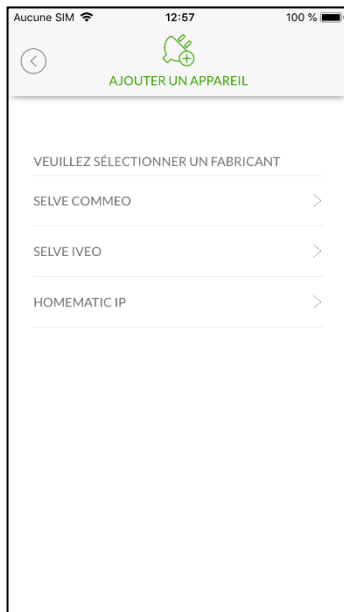 Aucune SIM 12:57 100 %
AJOUTER UN APPAREIL
VEUILLEZ SÉLECTIONNER UN FABRICANT
SELVE COMMEO
SELVE IVEO
HOMEMATIC IP